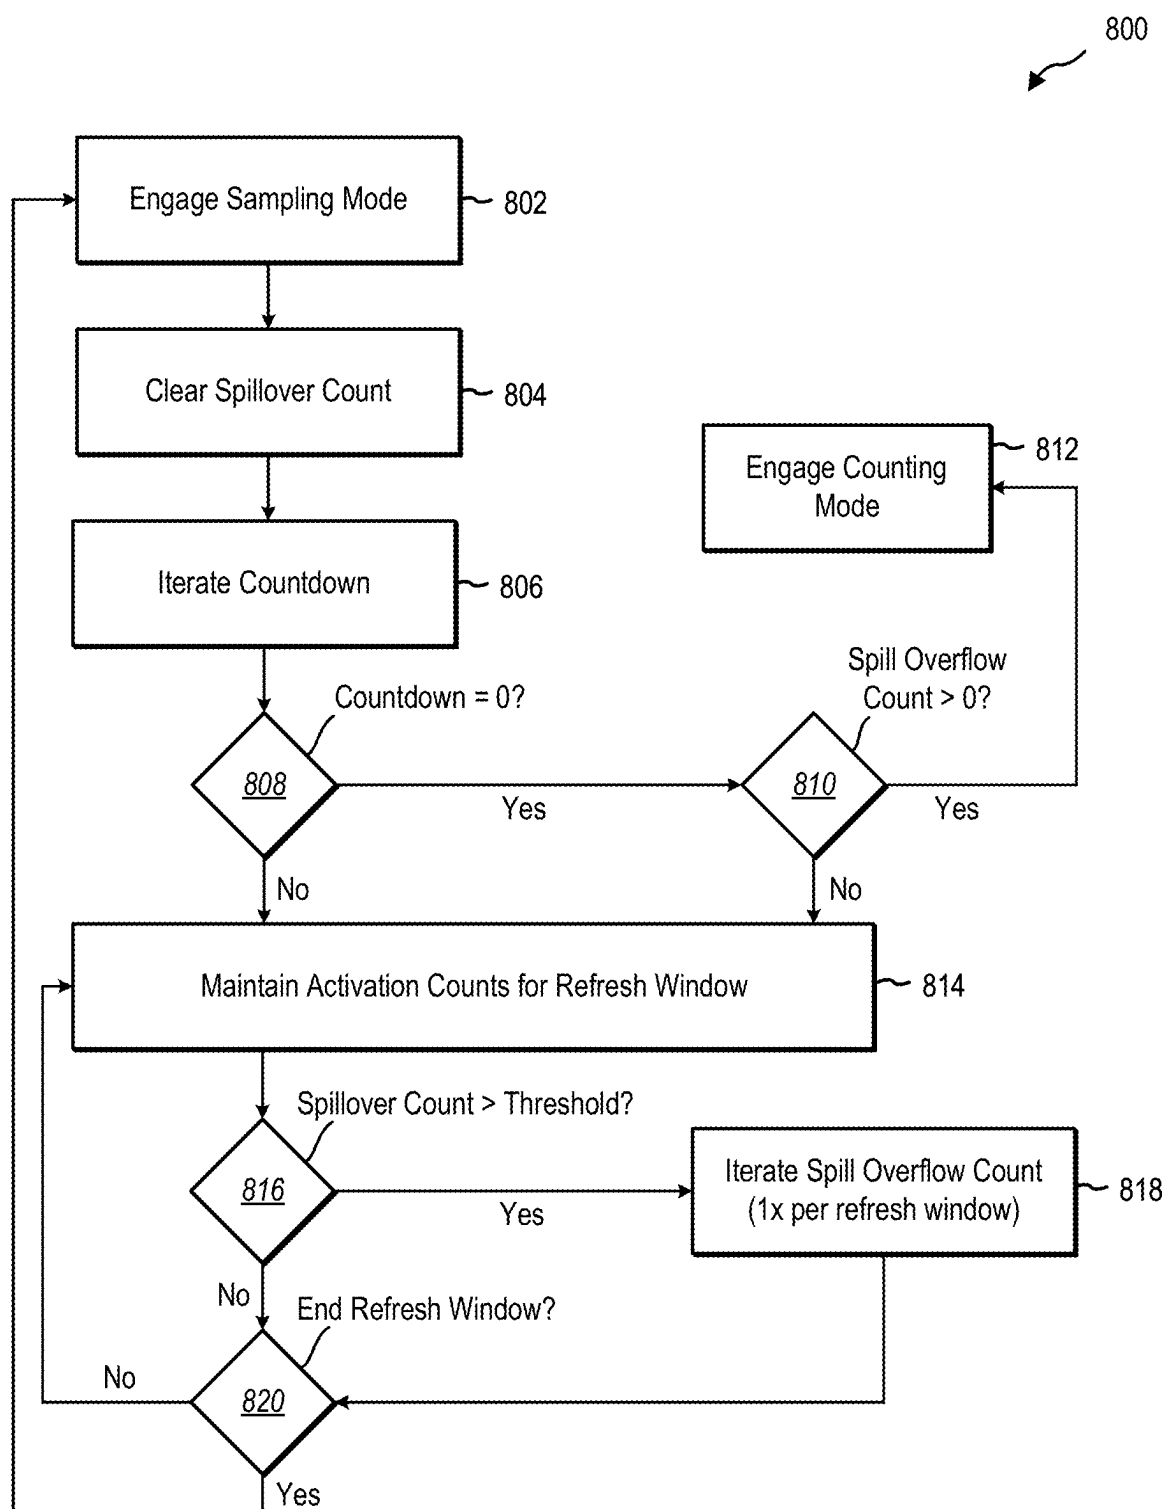 800
Engage Sampling Mode
802
Clear Spillover Count
804
Engage Counting
Mode
812
Iterate Countdown
806
Spill Overflow
Count > 0?
Countdown = 0?
808
Yes
810
Yes
No
No
Maintain Activation Counts for Refresh Window
814
Spillover Count > Threshold?
816
Yes
Iterate Spill Overflow Count
(1x per refresh window)
818
No
End Refresh Window?
No
820
Yes